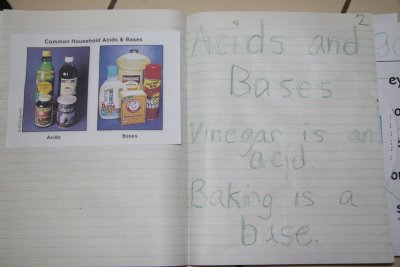 Common Household Acids & Bases
Acids
Bases
2
Acids and
Bases
Vinegar is an
acid
Baking is a
base.